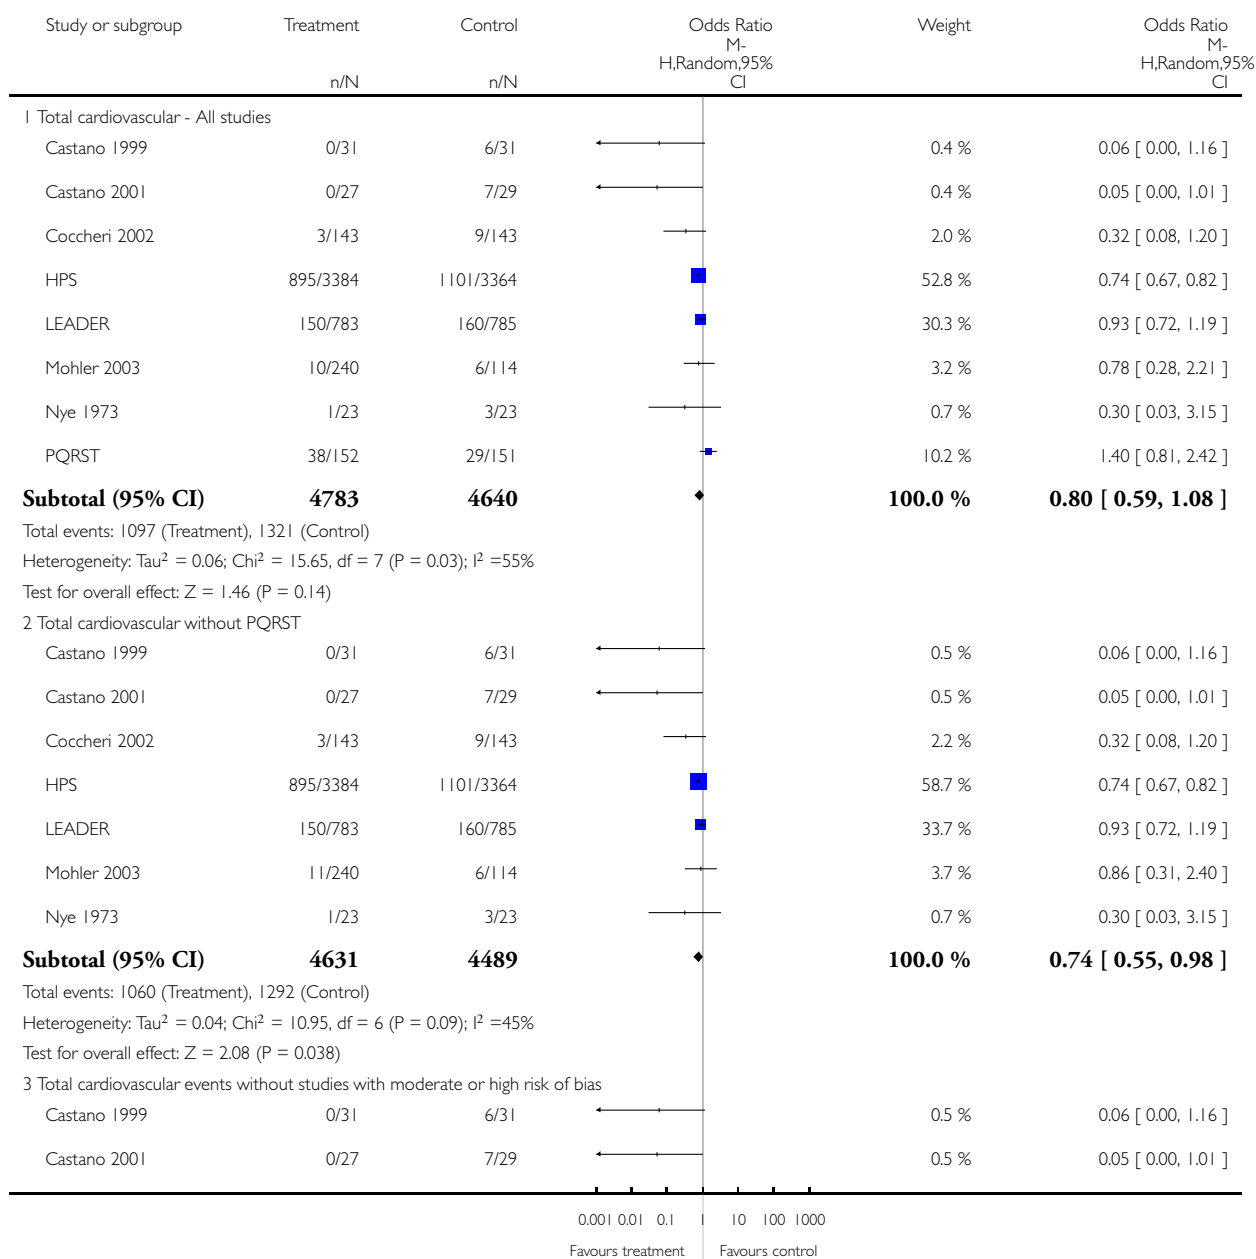 Study or subgroup Treatment Control Odds Ratio Weight Odds Ratio
M- M-
H,Random,95% H,Random,95%
n/N n/N CI CI
1 Total cardiovascular - All studies
Castano 1999 0/31 6/31 0.4 % 0.06 [ 0.00, 1.16 ]
Castano 2001 0/27 7/29 0.4 % 0.05 [ 0.00, 1.01 ]
Coccheri 2002 3/143 9/143 2.0 % 0.32 [ 0.08, 1.20 ]
HPS 895/3384 1101/3364 52.8 % 0.74 [ 0.67, 0.82 ]
LEADER 150/783 160/785 30.3 % 0.93 [ 0.72, 1.19 ]
Mohler 2003 10/240 6/114 3.2 % 0.78 [ 0.28, 2.21 ]
Nye 1973 1/23 3/23 0.7 % 0.30 [ 0.03, 3.15 ]
PQRST 38/152 29/151 10.2 % 1.40 [ 0.81, 2.42 ]
Subtotal (95% CI) 4783 4640 100.0 % 0.80 [ 0.59, 1.08 ]
Total events: 1097 (Treatment), 1321 (Control)
Heterogeneity: Tau² = 0.06; Chi² = 15.65, df = 7 (P = 0.03); I² =55%
Test for overall effect: Z = 1.46 (P = 0.14)
2 Total cardiovascular without PQRST
Castano 1999 0/31 6/31 0.5 % 0.06 [ 0.00, 1.16 ]
Castano 2001 0/27 7/29 0.5 % 0.05 [ 0.00, 1.01 ]
Coccheri 2002 3/143 9/143 2.2 % 0.32 [ 0.08, 1.20 ]
HPS 895/3384 1101/3364 58.7 % 0.74 [ 0.67, 0.82 ]
LEADER 150/783 160/785 33.7 % 0.93 [ 0.72, 1.19 ]
Mohler 2003 11/240 6/114 3.7 % 0.86 [ 0.31, 2.40 ]
Nye 1973 1/23 3/23 0.7 % 0.30 [ 0.03, 3.15 ]
Subtotal (95% CI) 4631 4489 100.0 % 0.74 [ 0.55, 0.98 ]
Total events: 1060 (Treatment), 1292 (Control)
Heterogeneity: Tau² = 0.04; Chi² = 10.95, df = 6 (P = 0.09); I² =45%
Test for overall effect: Z = 2.08 (P = 0.038)
3 Total cardiovascular events without studies with moderate or high risk of bias
Castano 1999 0/31 6/31 0.5 % 0.06 [ 0.00, 1.16 ]
Castano 2001 0/27 7/29 0.5 % 0.05 [ 0.00, 1.01 ]
0.001 0.01 0.1 1 10 100 1000
Favours treatment Favours control